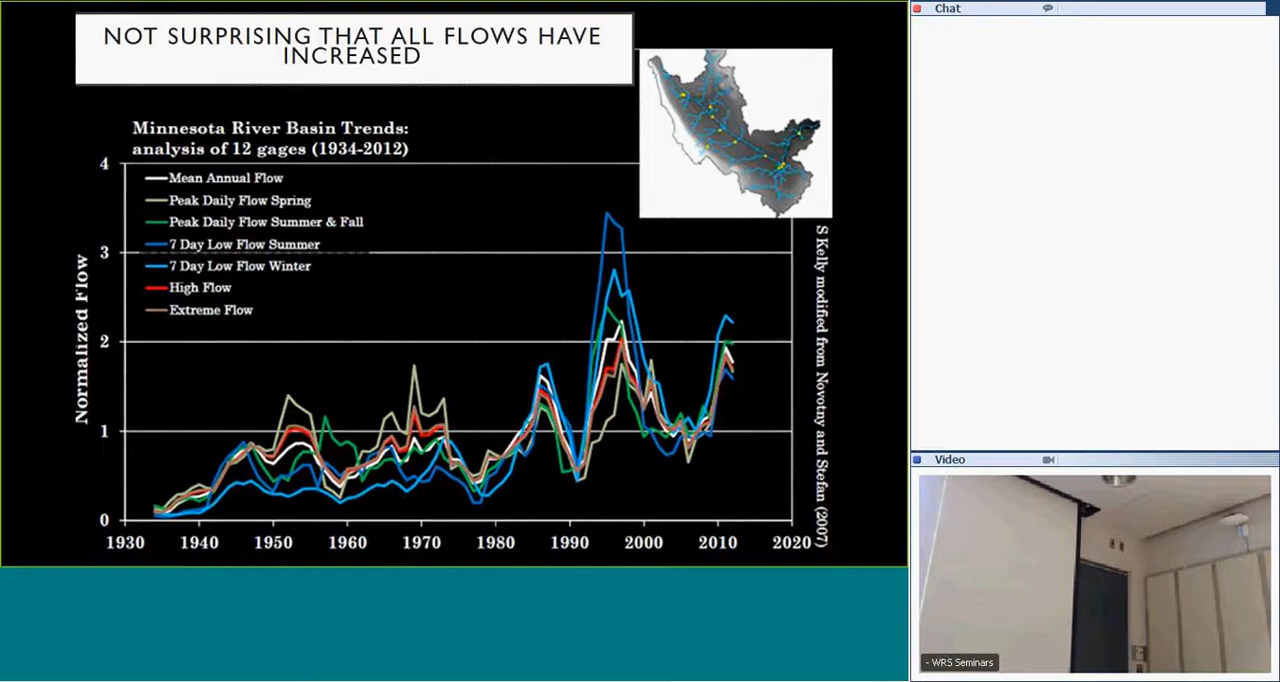 NOT SURPRISING THAT ALL FLOWS HAVE
INCREASED
Minnesota River Basin Trends:
analysis of 12 gages (1934-2012)
4
3
2
1
0
Normalized Flow
Mean Annual Flow
Peak Daily Flow Spring
Peak Daily Flow Summer & Fall
7 Day Low Flow Summer
7 Day Low Flow Winter
High Flow
Extreme Flow
1930 1940 1950 1960 1970 1980 1990 2000 2010 2020
S Kelly modified from Novotny and Stefan (2007)
Chat
Video
- WRS Seminars